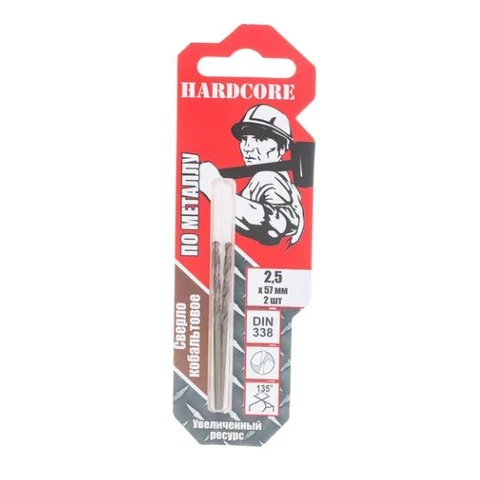 HARDCORE
ПО МЕТАЛЛУ
Сверло
кобальтовое
2,5
х 57 мм
2 шт
DIN
338
135°
Увеличенный
ресурс